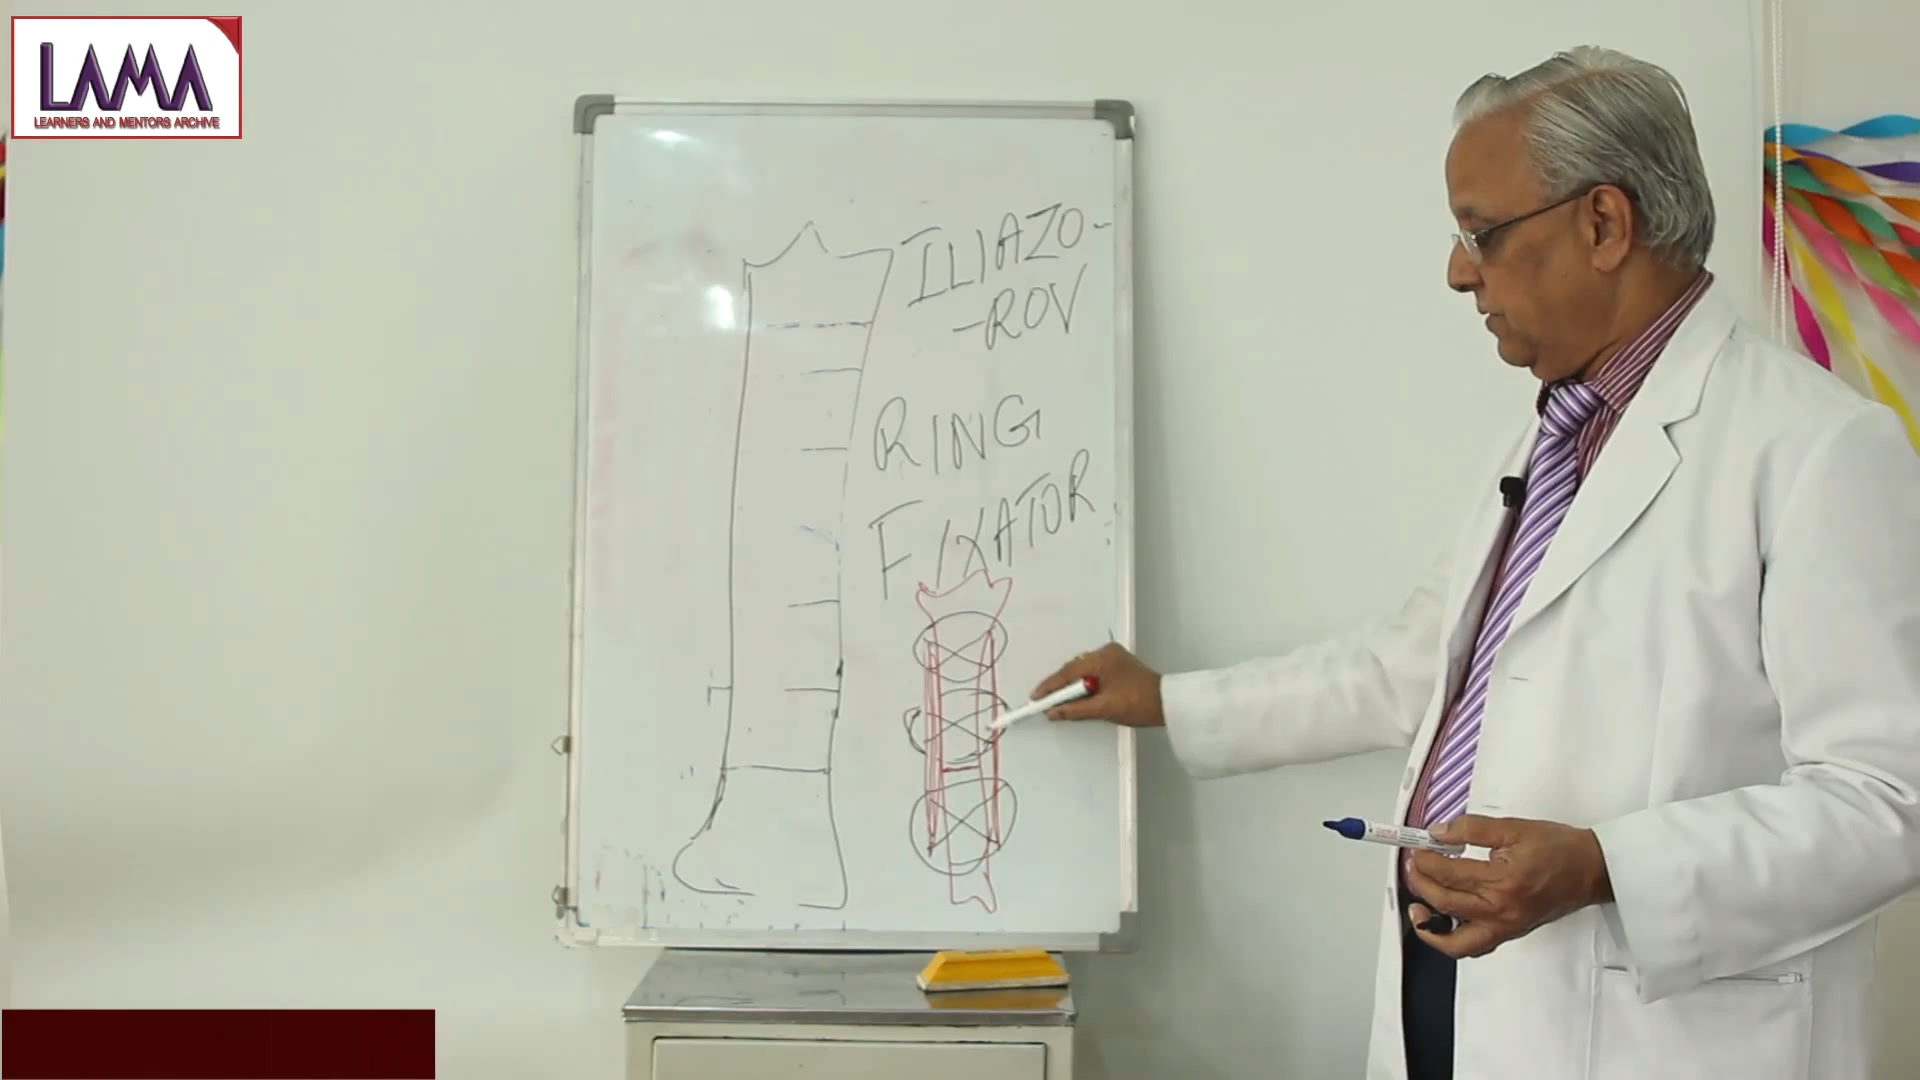 LAMA
LEARNERS AND MENTORS ARCHIVE
ILIAZO-
-ROV
RING
FIXATOR